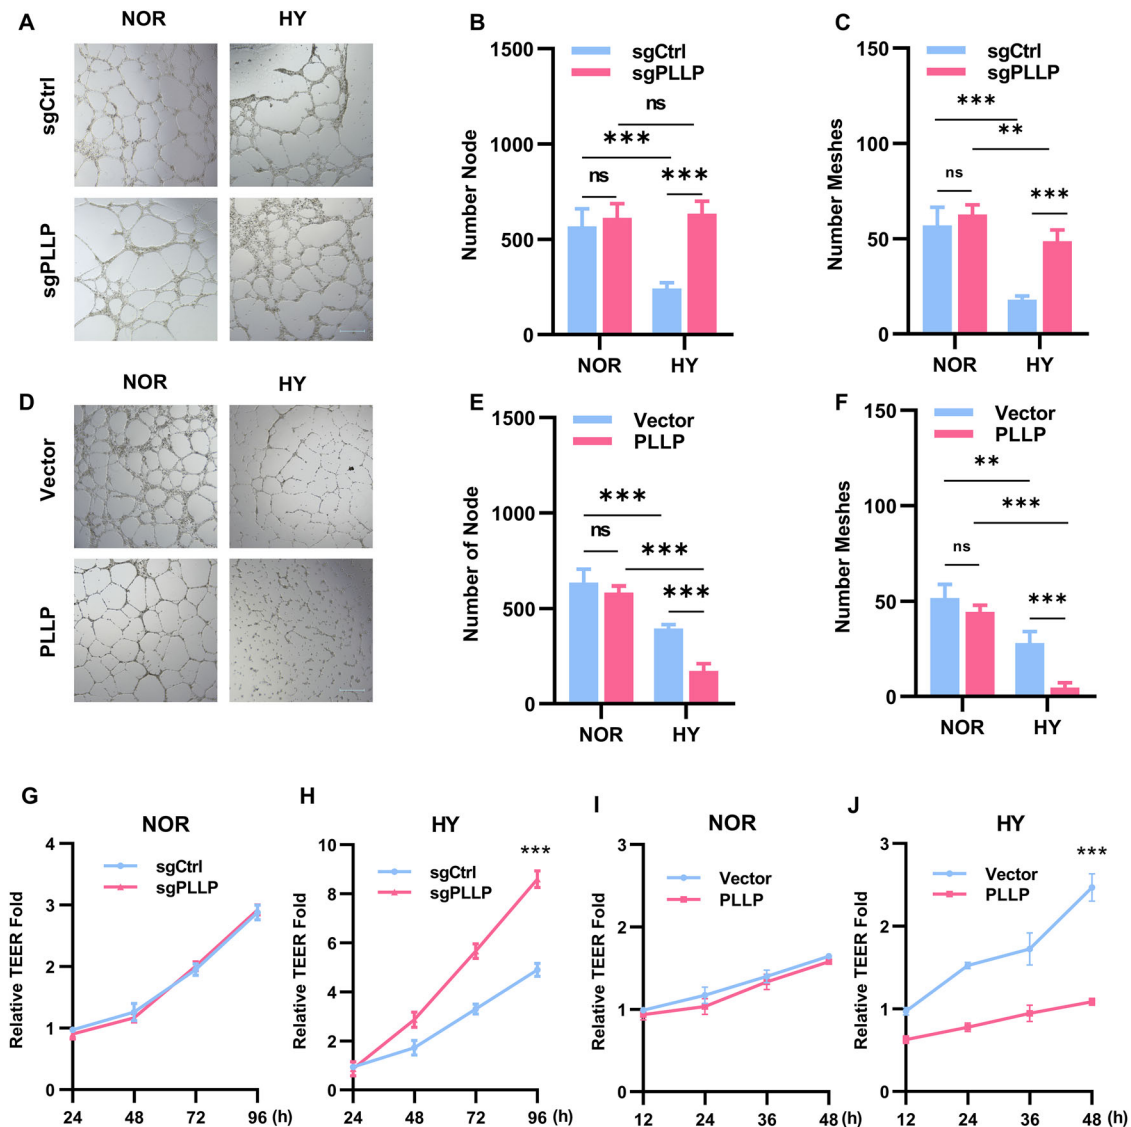 A
NOR
HY
sgCtrl
sgPLLP
B
1500
1000
500
0
Number Node
sgCtrl
sgPLLP
ns
***
ns
***
NOR
HY
C
150
100
50
0
Number Meshes
sgCtrl
sgPLLP
***
**
ns
***
NOR
HY
D
NOR
HY
Vector
PLLP
E
1500
1000
500
0
Number of Node
Vector
PLLP
***
ns
***
***
NOR
HY
F
150
100
50
0
Number Meshes
Vector
PLLP
**
***
ns
***
NOR
HY
G
NOR
4
3
2
1
0
Relative TEER Fold
sgCtrl
sgPLLP
24 48 72 96 (h)
H
HY
10
8
6
4
2
0
Relative TEER Fold
sgCtrl
sgPLLP
***
24 48 72 96 (h)
I
NOR
3
2
1
0
Relative TEER Fold
Vector
PLLP
12 24 36 48 (h)
J
HY
3
2
1
0
Relative TEER Fold
Vector
PLLP
***
12 24 36 48 (h)